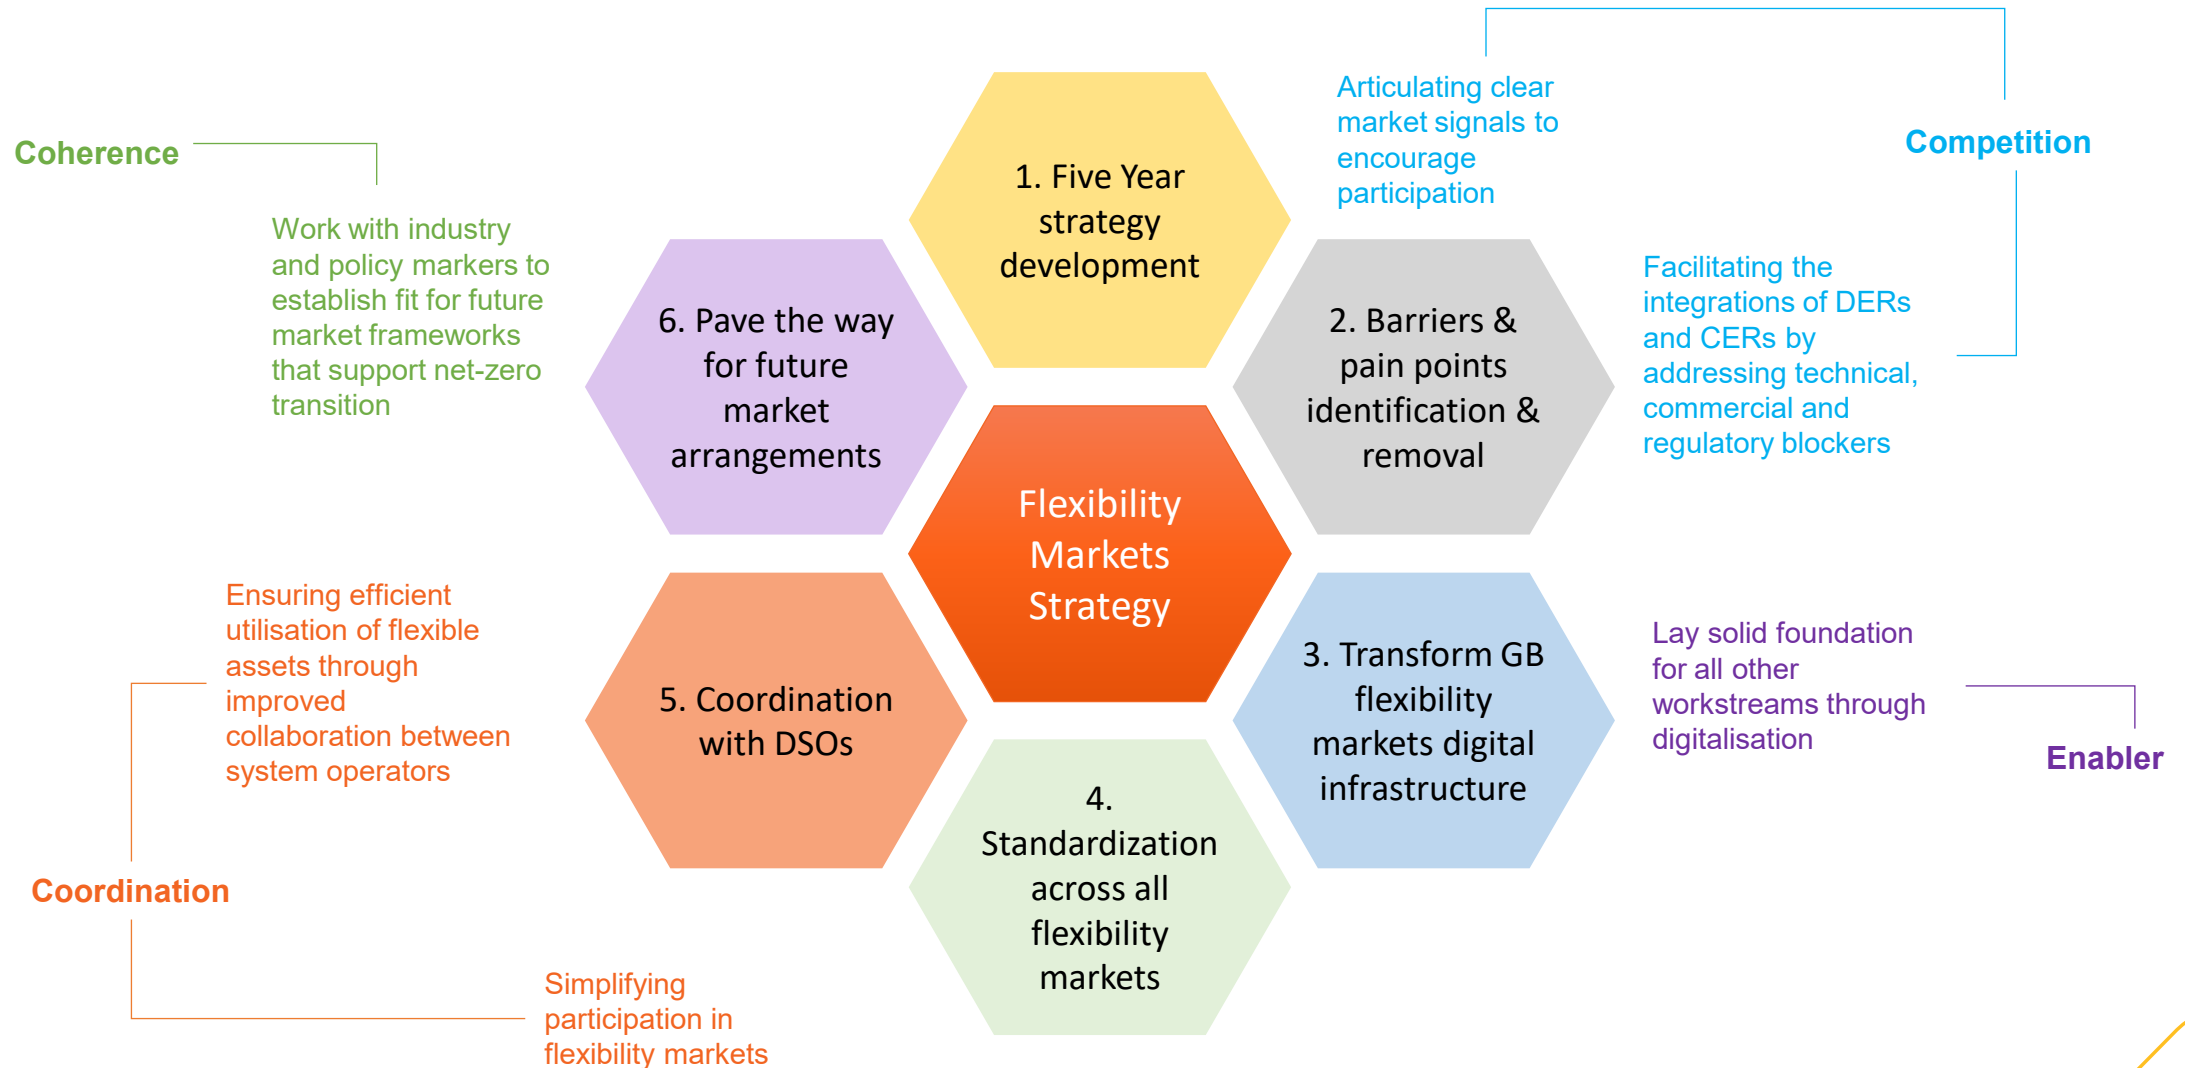 Coherence
Work with industry
and policy markers to
establish fit for future
market frameworks
that support net-zero
transition
1. Five Year
strategy
development
Articulating clear
market signals to
encourage
participation
Competition
Facilitating the
integrations of DERs
and CERs by
addressing technical,
commercial and
regulatory blockers
6. Pave the way
for future
market
arrangements
2. Barriers &
pain points
identification &
removal
Flexibility
Markets
Strategy
Ensuring efficient
utilisation of flexible
assets through
improved
collaboration between
system operators
5. Coordination
with DSOs
3. Transform GB
flexibility
markets digital
infrastructure
Lay solid foundation
for all other
workstreams through
digitalisation
Enabler
Coordination
4.
Standardization
across all
flexibility
markets
Simplifying
participation in
flexibility markets